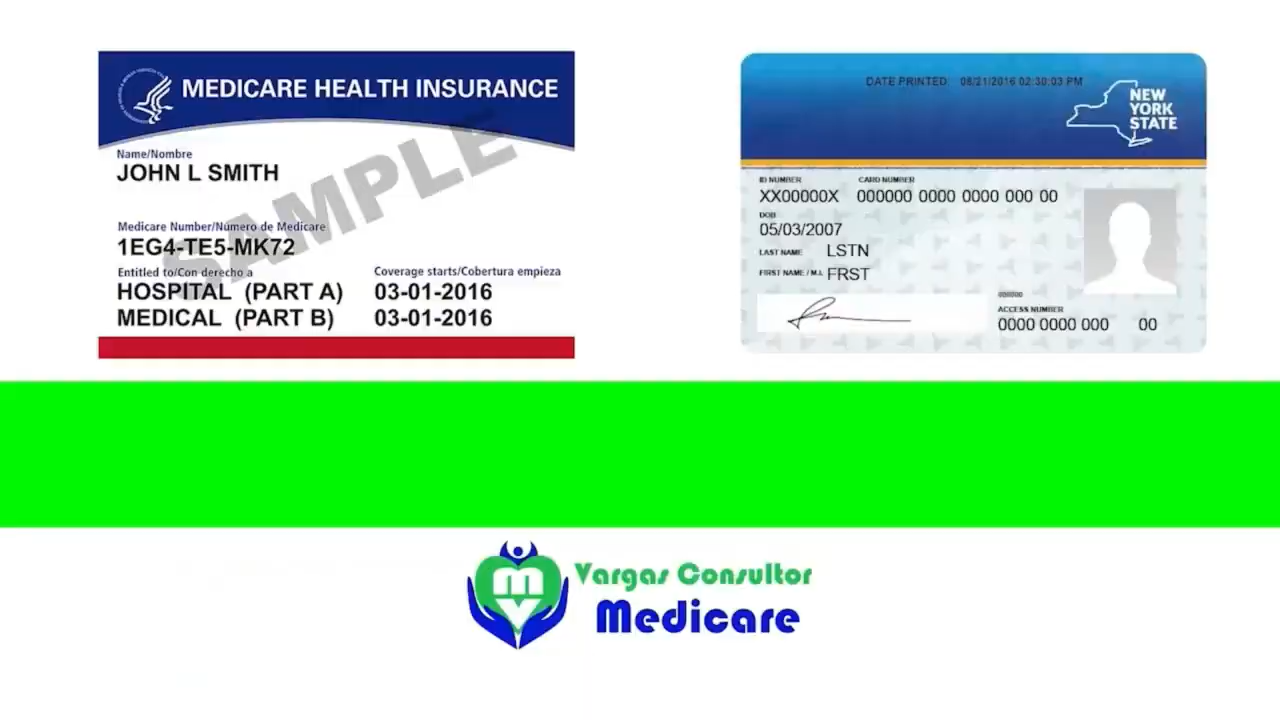 MEDICARE HEALTH INSURANCE
Name/Nombre
JOHN L SMITH
Medicare Number/Número de Medicare
1EG4-TE5-MK72
Entitled to/Con derecho a
Coverage starts/Cobertura empieza
HOSPITAL (PART A) 03-01-2016
MEDICAL (PART B) 03-01-2016
SAMPLE
DATE PRINTED 08/21/2016 02:30:03 PM
NEW
YORK
STATE
ID NUMBER CARD NUMBER
XX00000X 000000 0000 0000 000 00
DOB
05/03/2007
LAST NAME LSTN
FIRST NAME / M.I. FRST
000000
ACCESS NUMBER
0000 0000 000 00
Vargas Consultor
Medicare